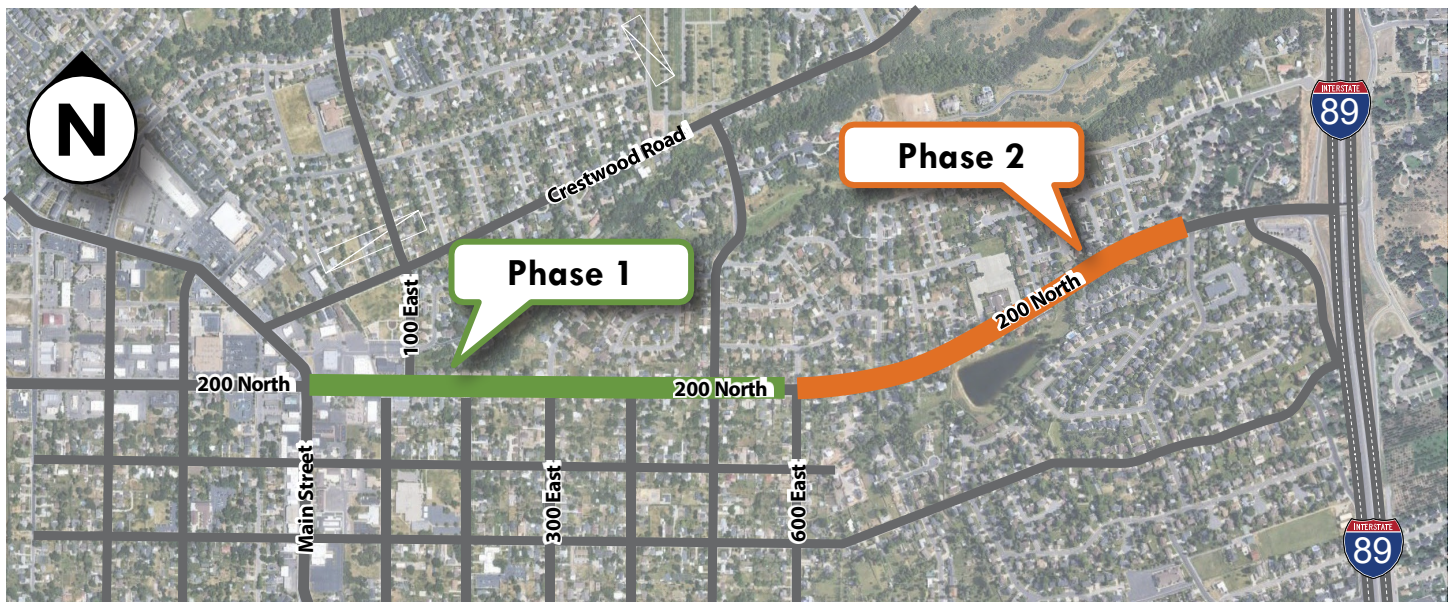 N
INTERSTATE
89
Phase 2
Crestwood Road
Phase 1
100 East
200 North
200 North
200 North
Main Street
300 East
600 East
INTERSTATE
89